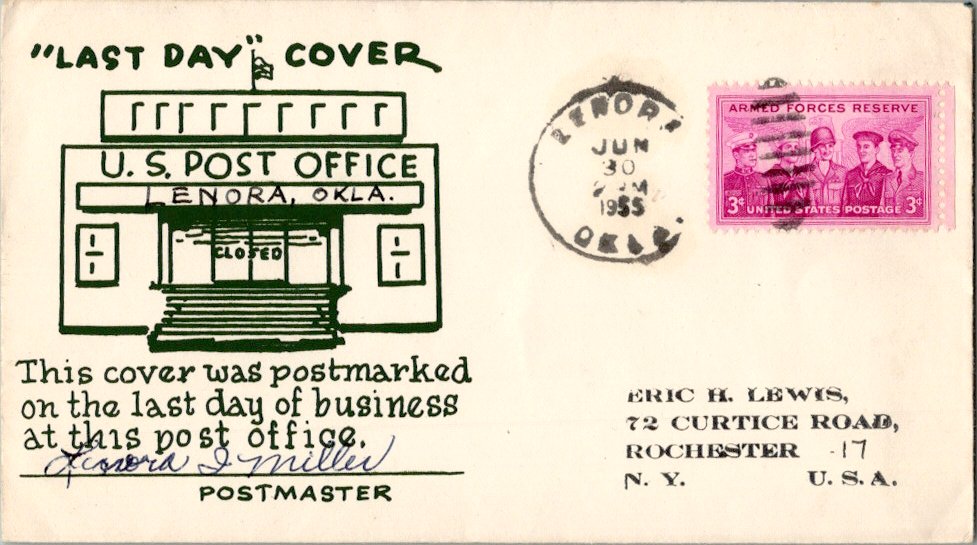 "LAST DAY" COVER
U.S. POST OFFICE
LENORA, OKLA.
CLOSED
This cover was postmarked
on the last day of business
at this post office.
Lenora I. Miller
POSTMASTER
LENORA
JUN
30
PM
1955
OKLA
ARMED FORCES RESERVE
3¢ UNITED STATES POSTAGE 3¢
ERIC H. LEWIS,
72 CURTICE ROAD,
ROCHESTER 17
N. Y. U. S. A.